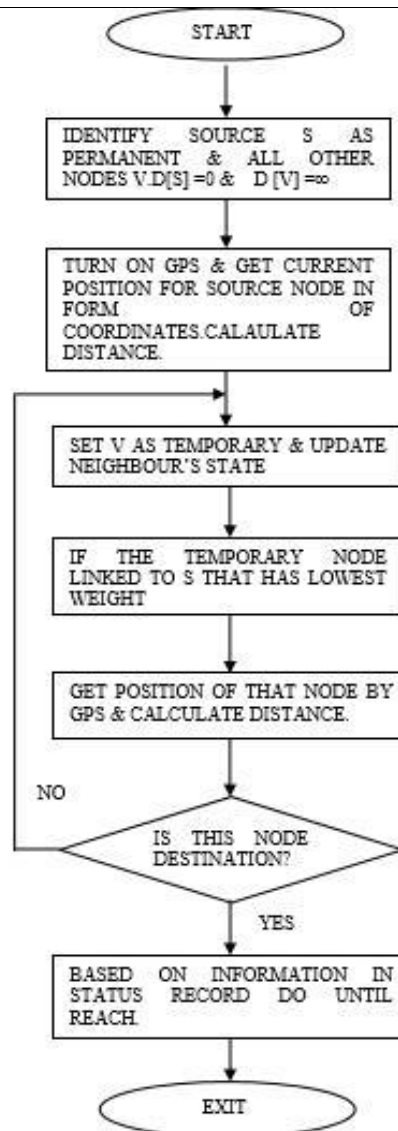 START
IDENTIFY SOURCE S AS
PERMANENT & ALL OTHER
NODES V.D[S] =0 & D [V] =∞
TURN ON GPS & GET CURRENT
POSITION FOR SOURCE NODE IN
FORM OF
COORDINATES.CALAULATE
DISTANCE.
SET V AS TEMPORARY & UPDATE
NEIGHBOUR'S STATE
IF THE TEMPORARY NODE
LINKED TO S THAT HAS LOWEST
WEIGHT
GET POSITION OF THAT NODE BY
GPS & CALCULATE DISTANCE.
NO
IS THIS NODE
DESTINATION?
YES
BASED ON INFORMATION IN
STATUS RECORD DO UNTIL
REACH.
EXIT